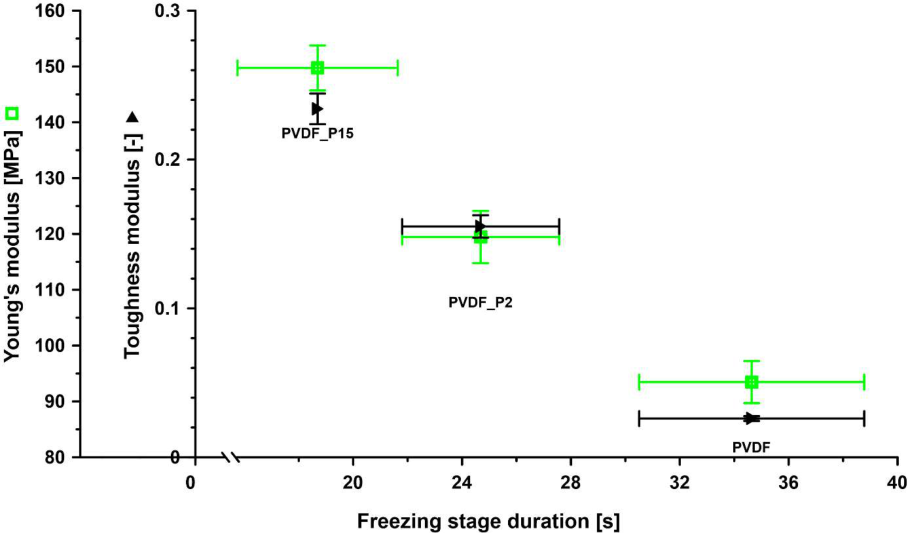 Young's modulus [MPa]
160
150
140
130
120
110
100
90
80
Toughness modulus [-]
0.3
0.2
0.1
0
PVDF_P15
PVDF_P2
PVDF
0 20 24 28 32 36 40
Freezing stage duration [s]